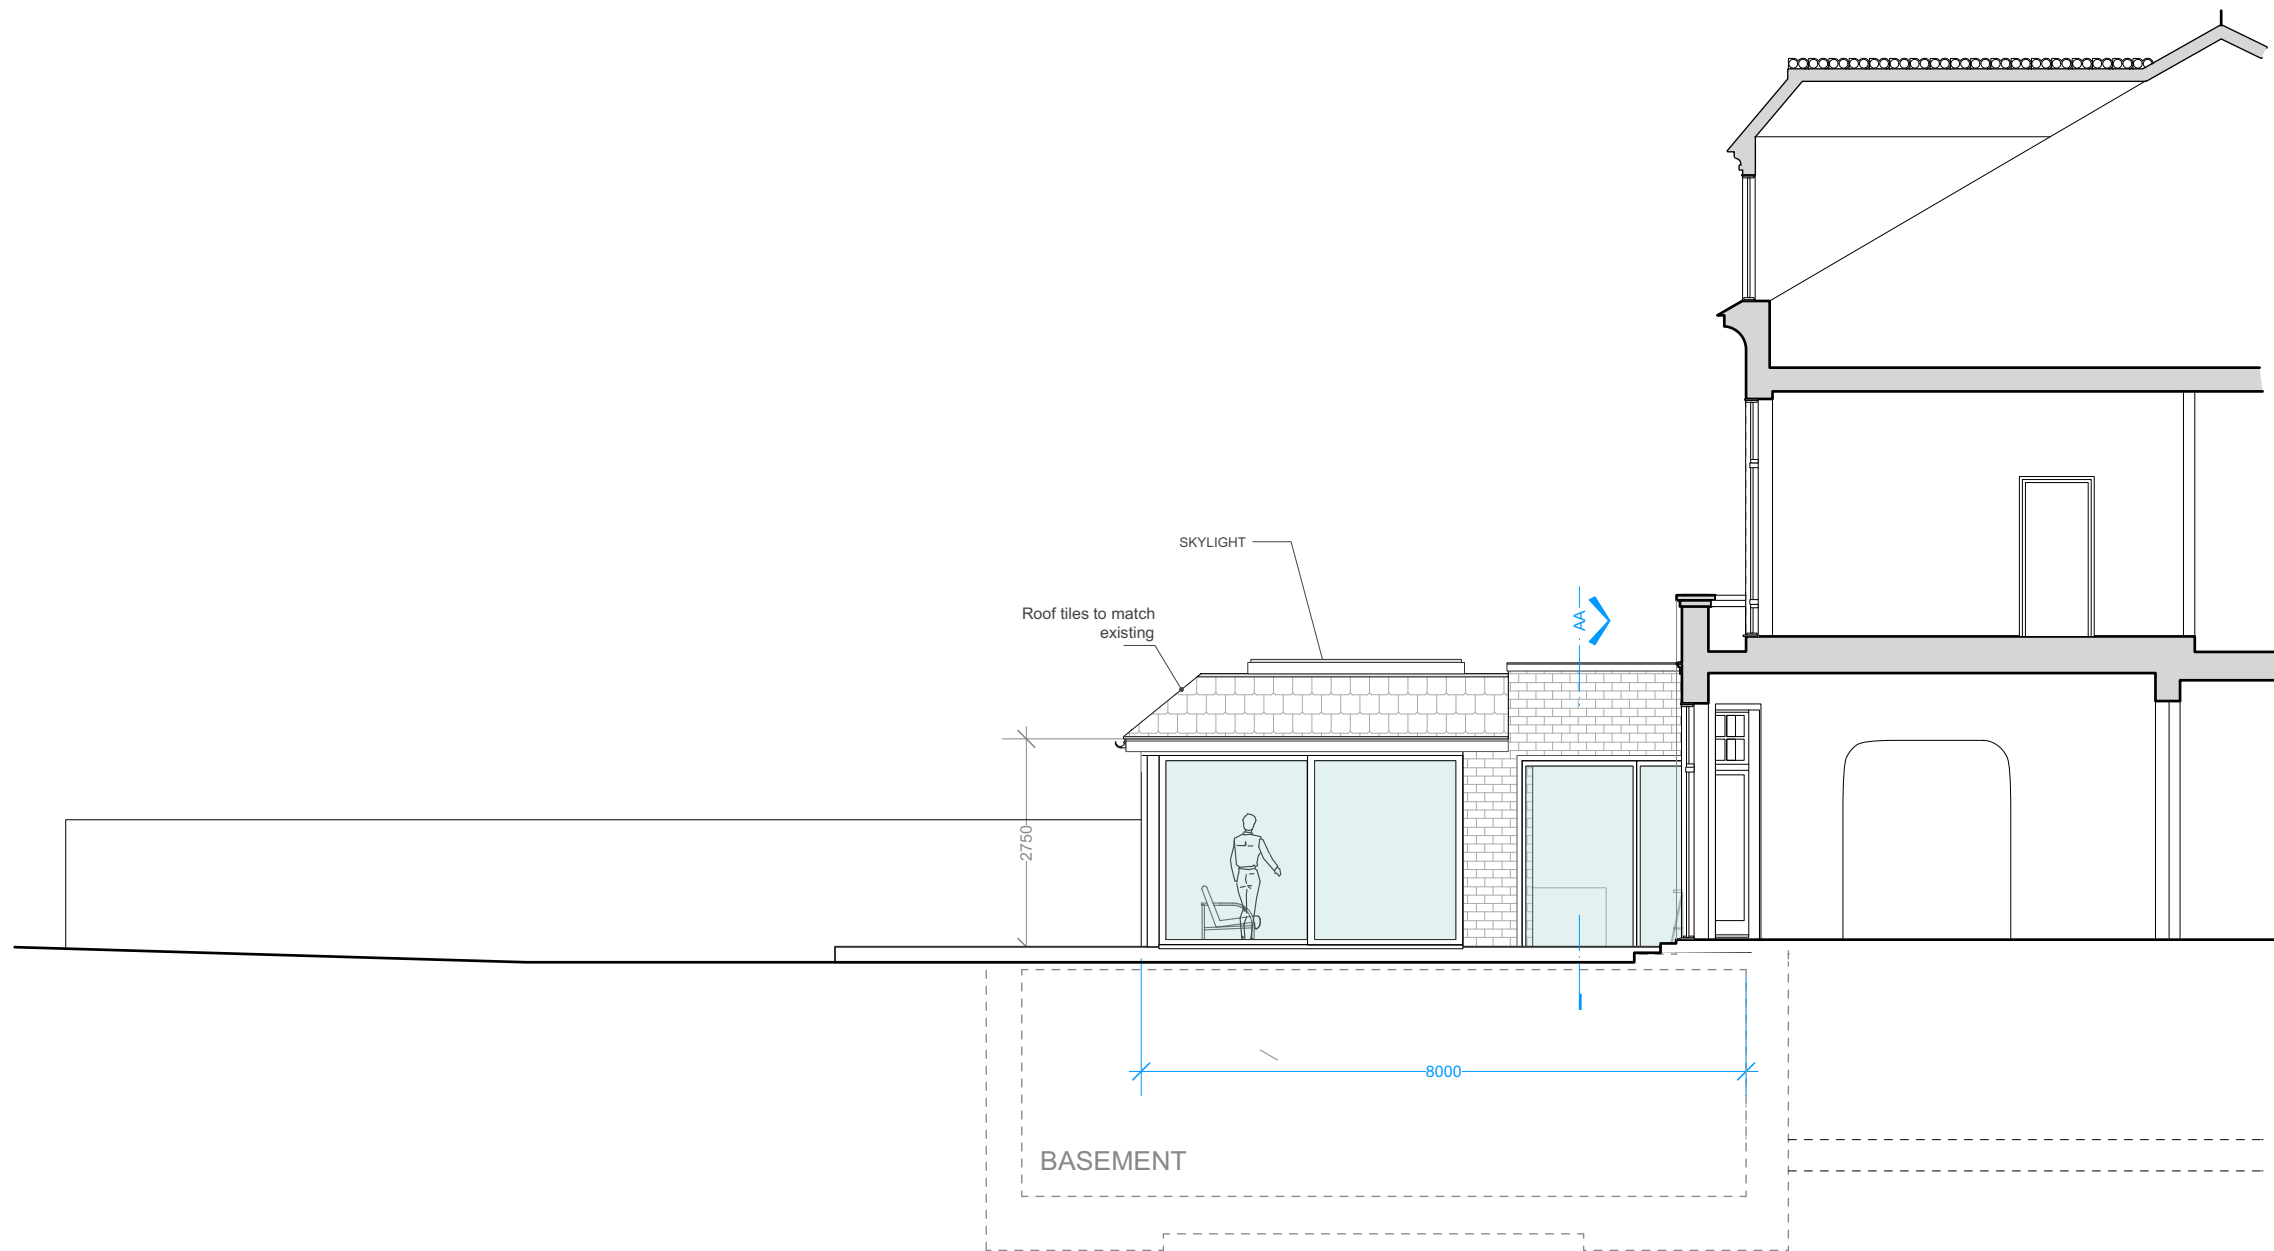 SKYLIGHT
Roof tiles to match
existing
AA
2750
8000
BASEMENT